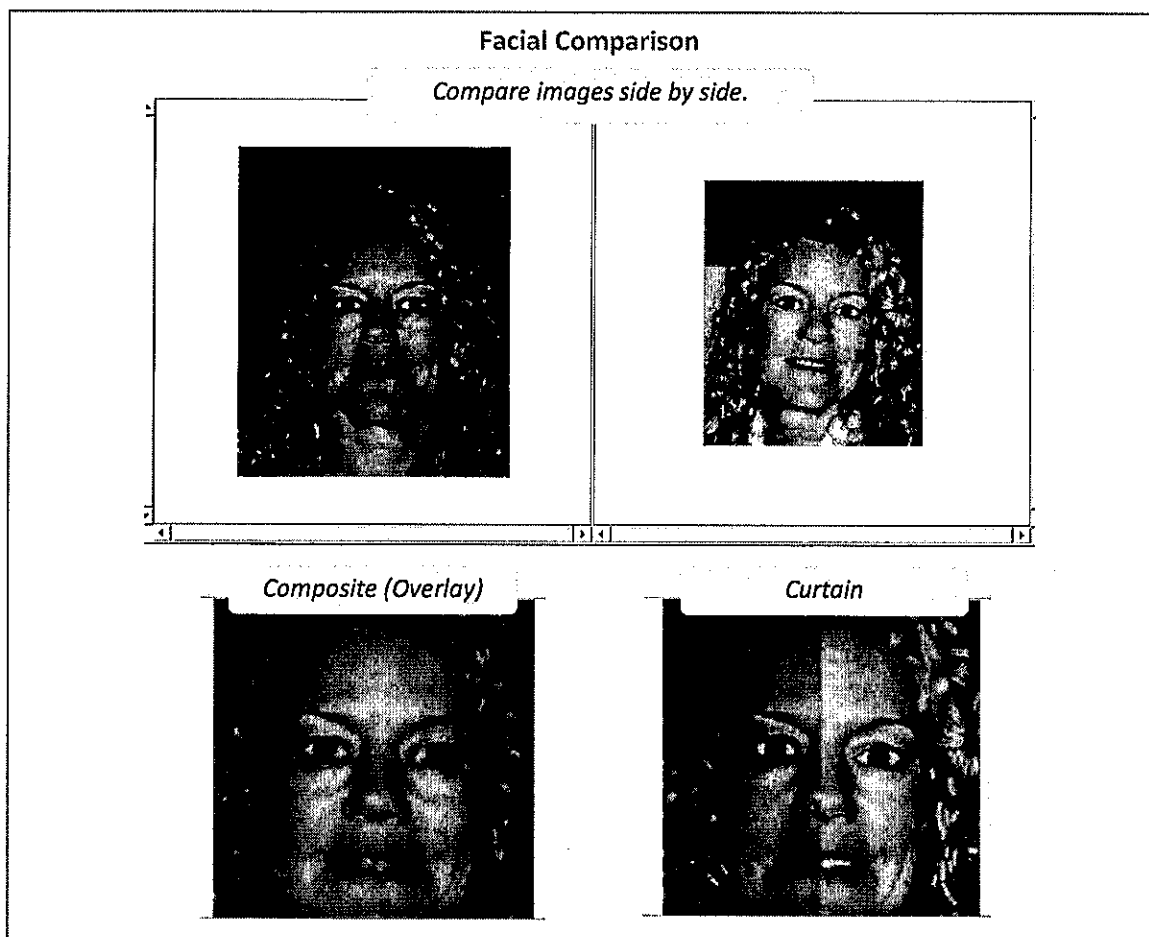 Facial Comparison
Compare images side by side.
Composite (Overlay)
Curtain